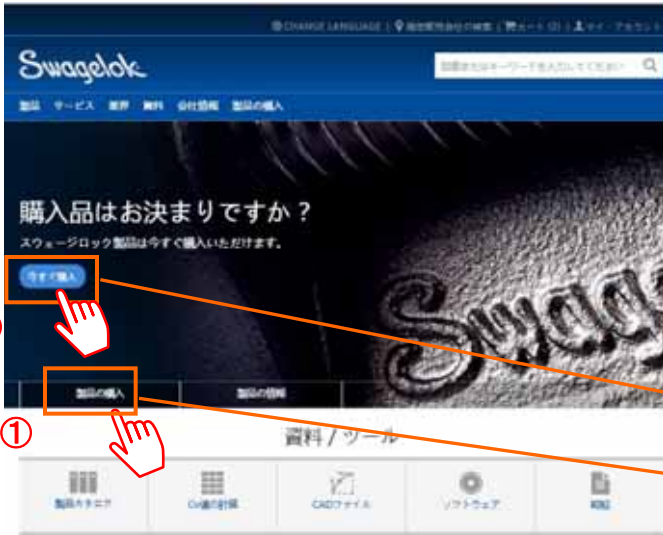 CHANGE LANGUAGE
Swagelok
製品 サービス 業界 資料 会社情報 製品の購入
購入品はお決まりですか？
スウェージロック製品は今すぐ購入いただけます。
今すぐ購入
Swagelok
製品の購入 製品の情報
①
資料 / ツール
製品カタログ Cv値の計算 CADファイル ソフトウェア